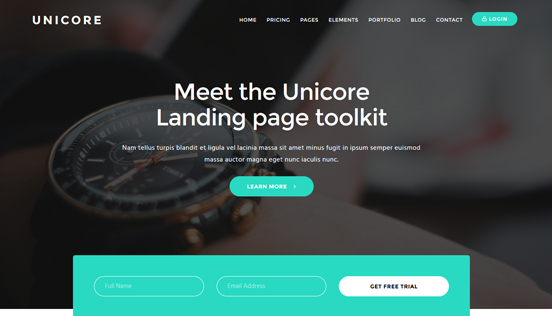 UNICORE
HOME PRICING PAGES ELEMENTS PORTFOLIO BLOG CONTACT LOGIN
Meet the Unicore
Landing page toolkit
Nam tellus turpis blandit et ligula vel lacinia massa sit amet minus fugit in ipsum semper euismod
massa auctor magna eget nunc iaculis nunc.
LEARN MORE
Full Name Email Address GET FREE TRIAL